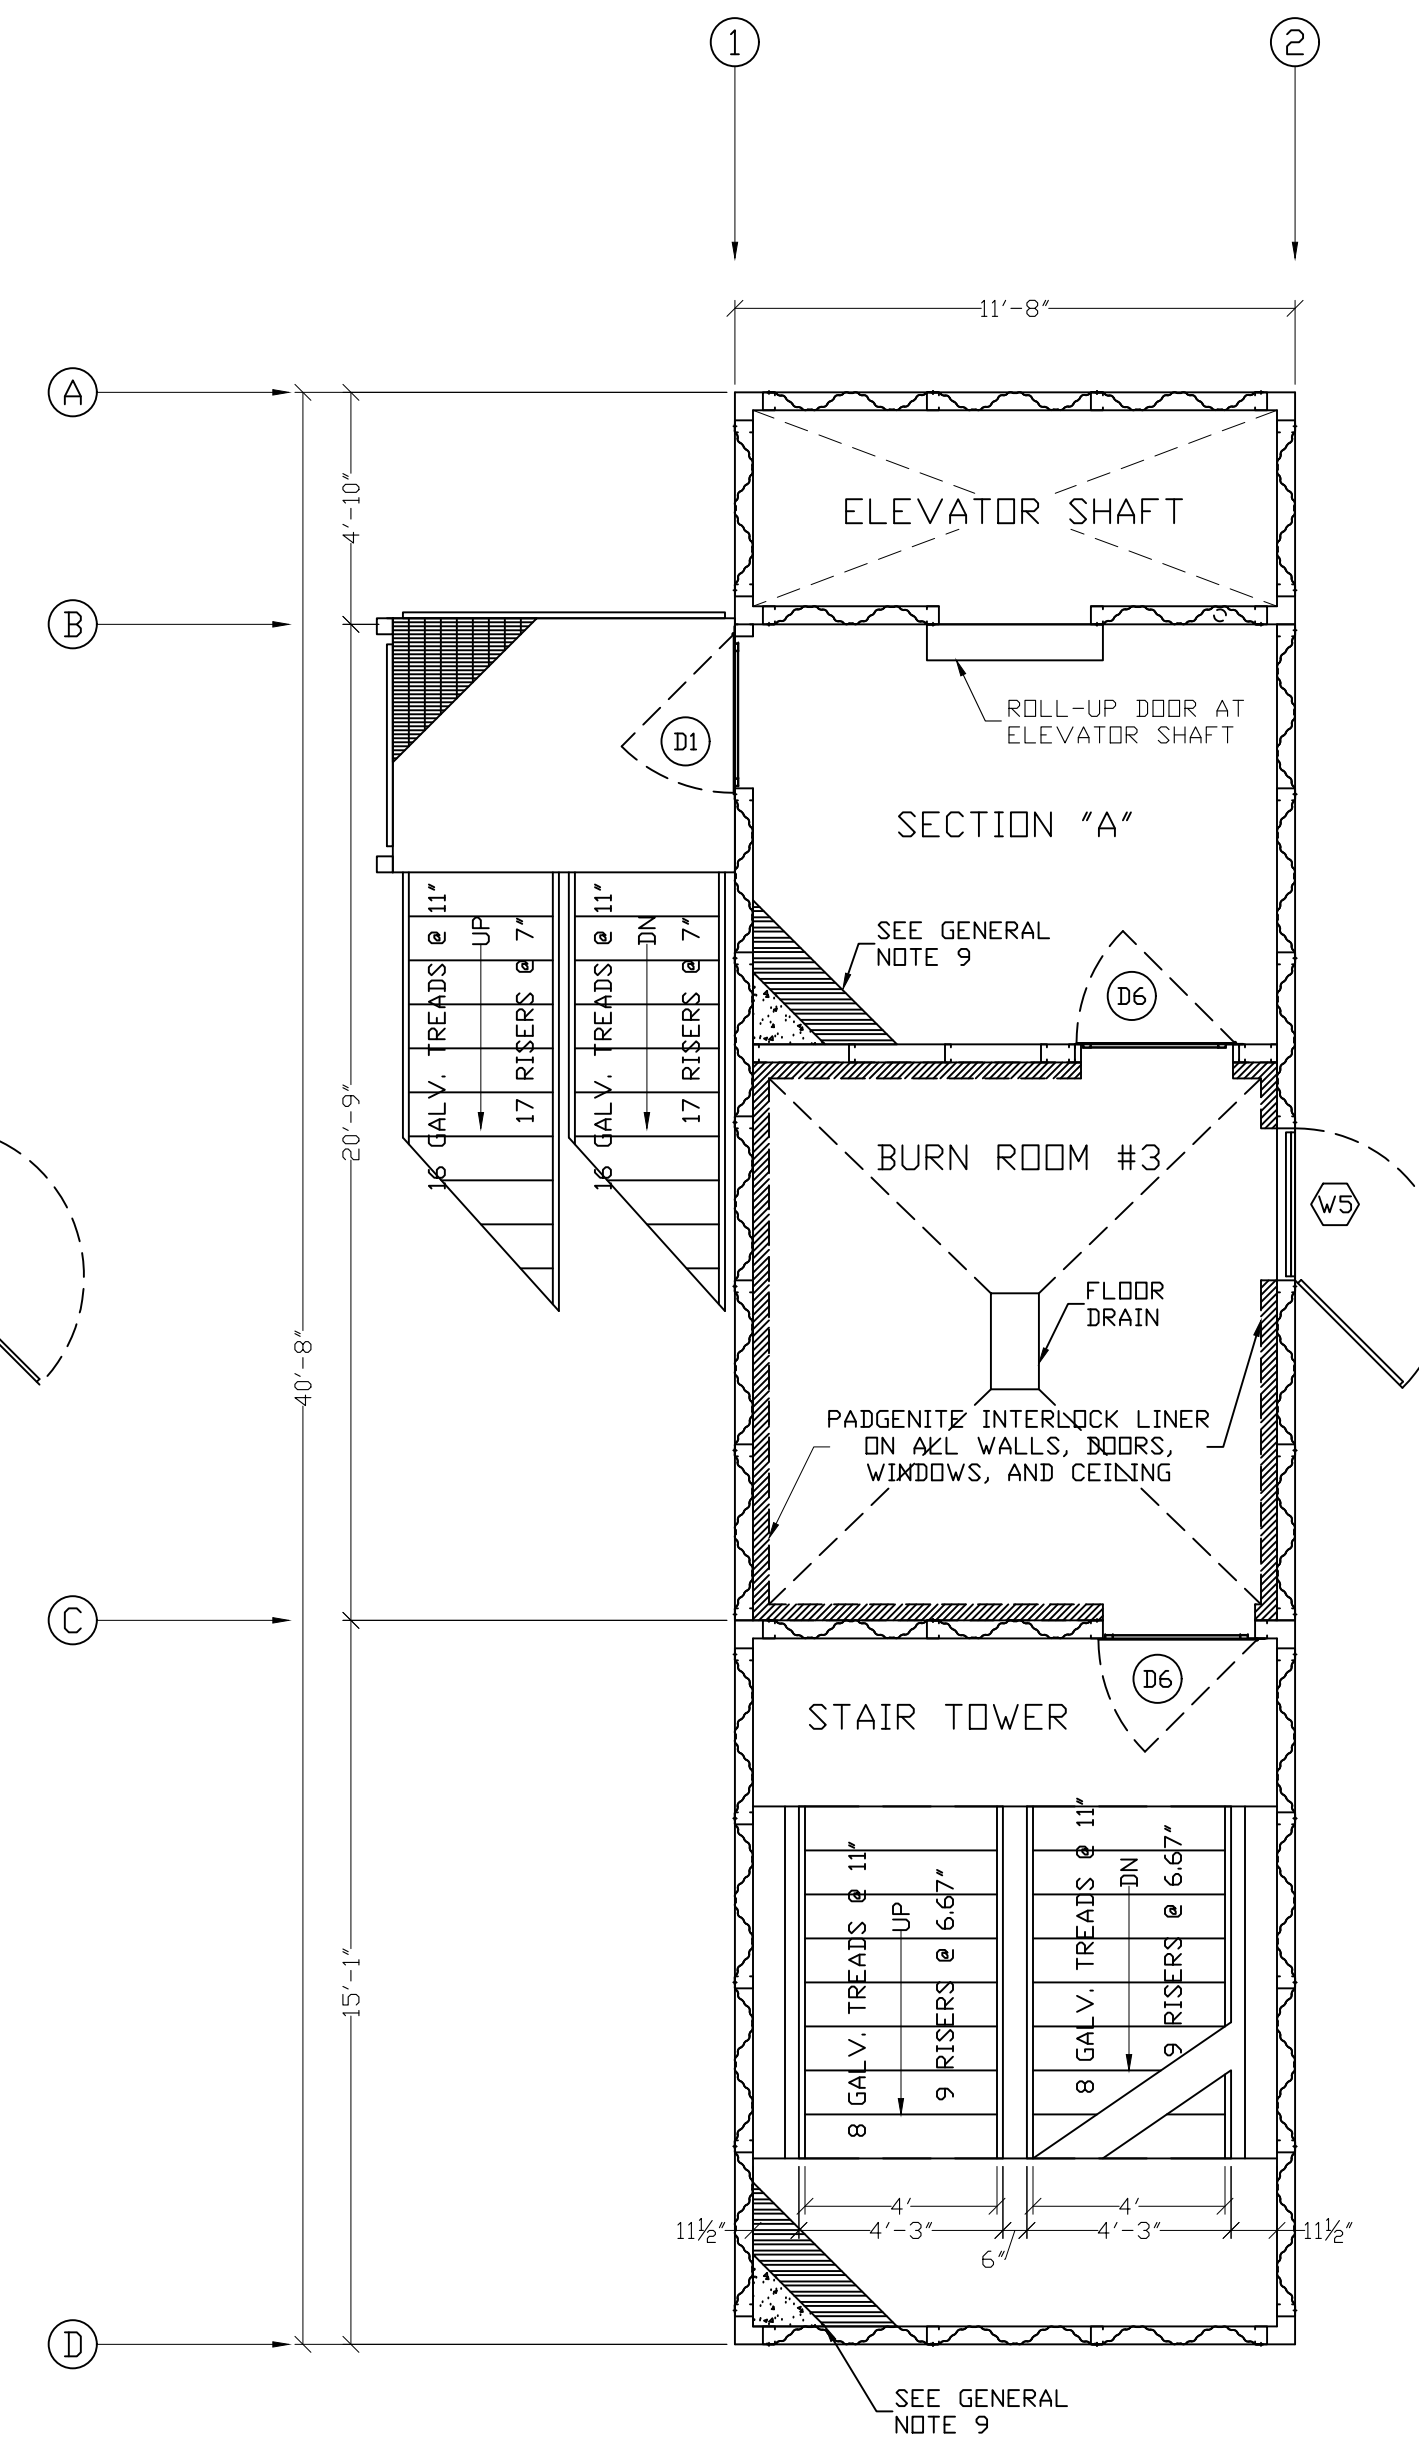 1
2
11'-8"
A
4'-10"
ELEVATOR SHAFT
B
ROLL-UP DOOR AT
ELEVATOR SHAFT
D1
SECTION "A"
16 GALV. TREADS @ 11"
UP
17 RISERS @ 7"
16 GALV. TREADS @ 11"
DN
17 RISERS @ 7"
SEE GENERAL
NOTE 9
D6
20'-9"
BURN ROOM #3
W5
FLOOR
DRAIN
40'-8"
PADGENITE INTERLOCK LINER
ON ALL WALLS, DOORS,
WINDOWS, AND CEILING
C
D6
STAIR TOWER
8 GALV. TREADS @ 11"
UP
9 RISERS @ 6.67"
8 GALV. TREADS @ 11"
DN
9 RISERS @ 6.67"
15'-1"
4'
4'
11½"
4'-3"
4'-3"
11½"
6"
D
SEE GENERAL
NOTE 9